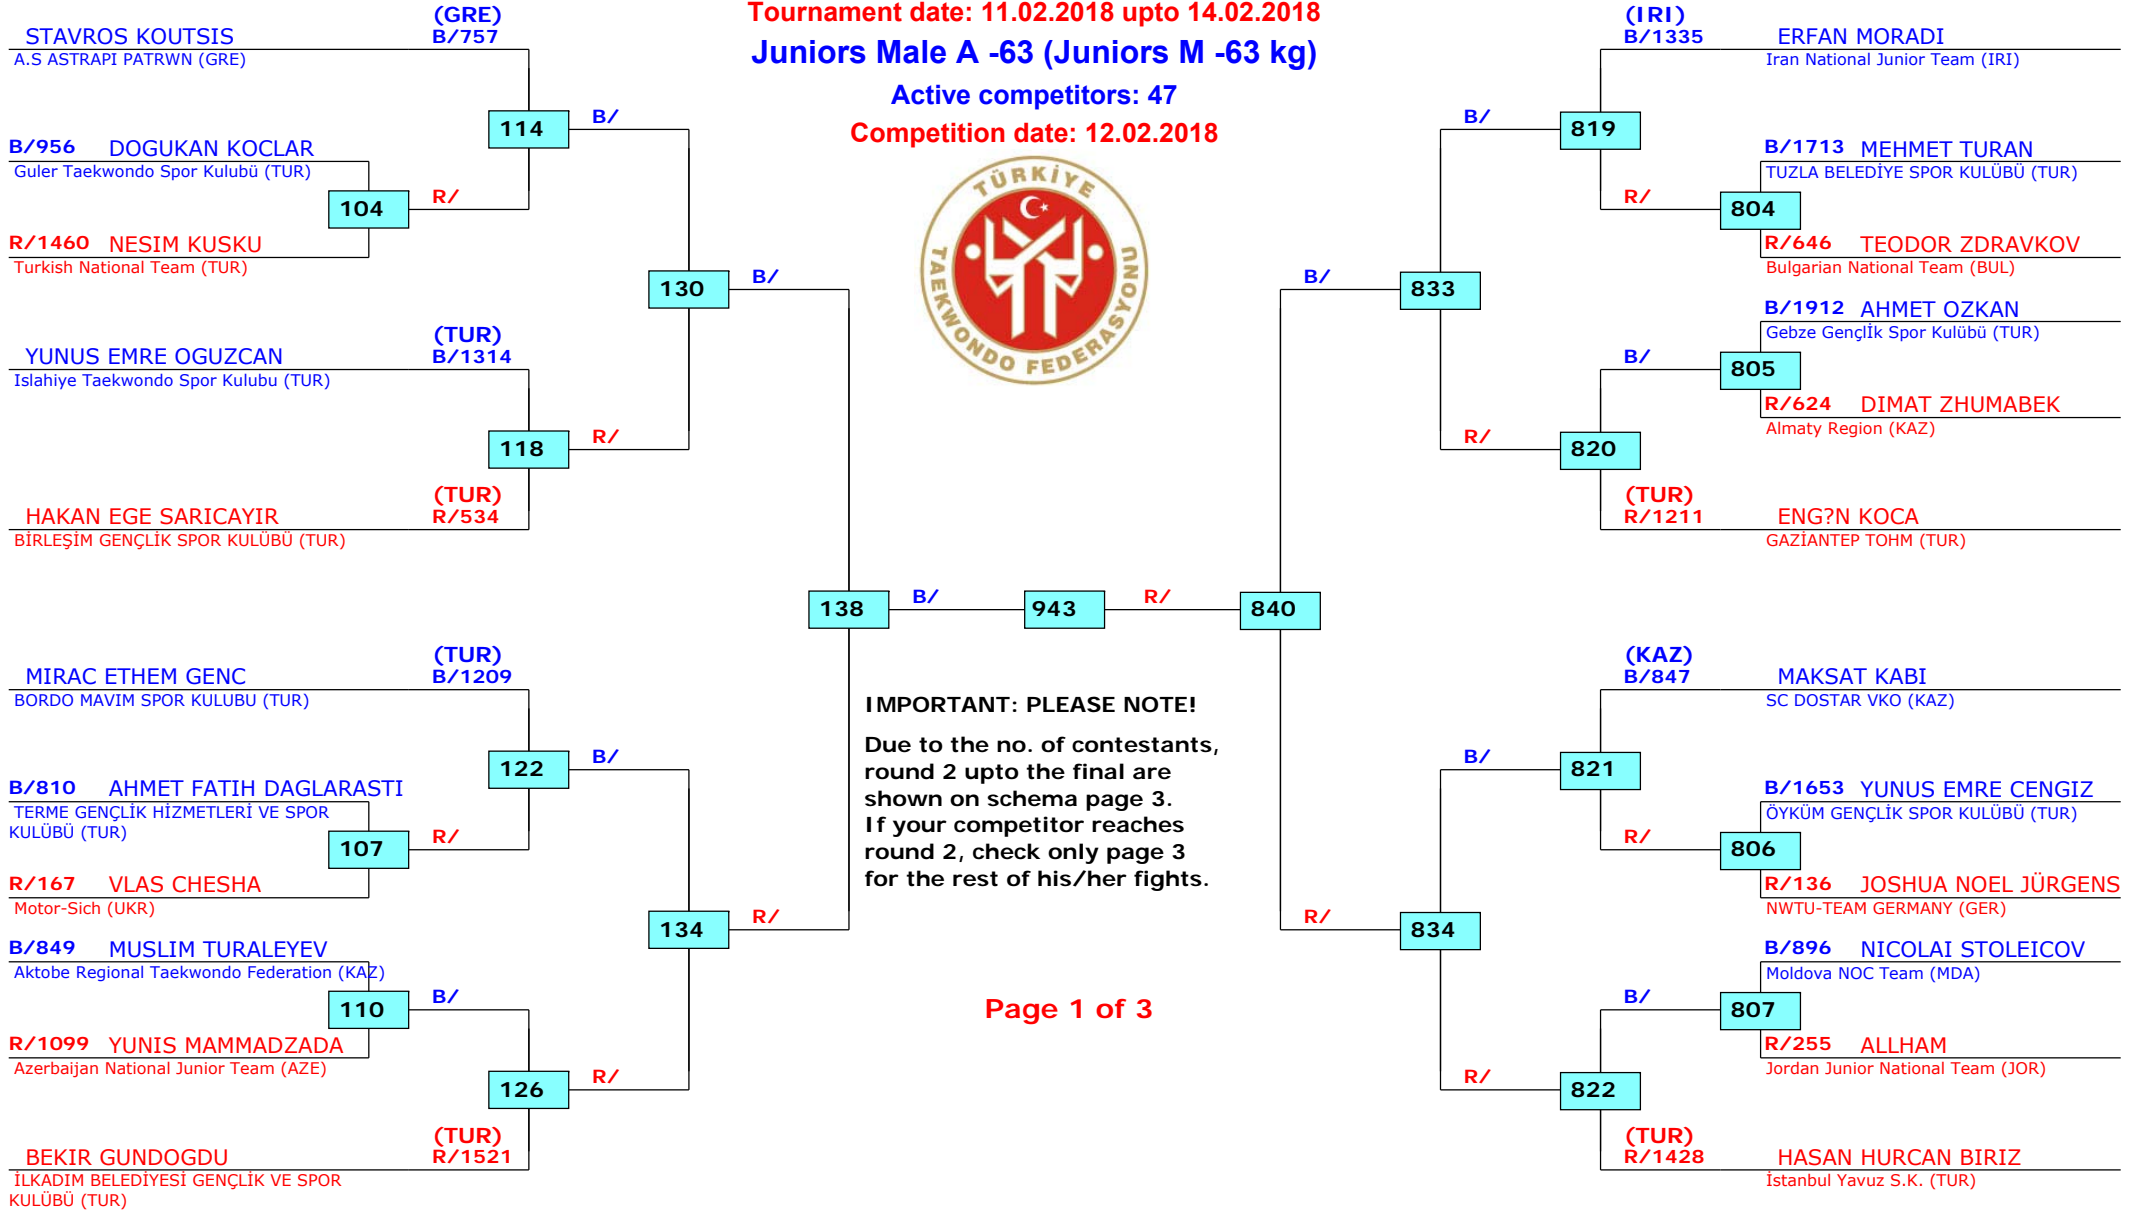 Tournament date: 11.02.2018 upto 14.02.2018
Juniors Male A -63 (Juniors M -63 kg)
Active competitors: 47
Competition date: 12.02.2018
TÜRKİYE
TAEKWONDO FEDERASYONU
(GRE)
STAVROS KOUTSIS B/757
A.S ASTRAPI PATRWN (GRE)
114 B/
B/956 DOGUKAN KOCLAR
Guler Taekwondo Spor Kulubü (TUR)
104 R/
R/1460 NESIM KUSKU
Turkish National Team (TUR)
130 B/
(TUR)
YUNUS EMRE OGUZCAN B/1314
Islahiye Taekwondo Spor Kulubu (TUR)
118 R/
(TUR)
HAKAN EGE SARICAYIR R/534
BİRLEŞİM GENÇLİK SPOR KULÜBÜ (TUR)
138 B/ 943 R/ 840
(TUR)
MIRAC ETHEM GENC B/1209
BORDO MAVIM SPOR KULUBU (TUR)
122 B/
B/810 AHMET FATIH DAGLARASTI
TERME GENÇLİK HİZMETLERİ VE SPOR
KULÜBÜ (TUR)
107 R/
R/167 VLAS CHESHA
Motor-Sich (UKR)
134 R/
B/849 MUSLIM TURALEYEV
Aktobe Regional Taekwondo Federation (KAZ)
110 B/
R/1099 YUNIS MAMMADZADA
Azerbaijan National Junior Team (AZE)
126 R/
(TUR)
BEKIR GUNDOGDU R/1521
İLKADIM BELEDİYESİ GENÇLİK VE SPOR
KULÜBÜ (TUR)
IMPORTANT: PLEASE NOTE!
Due to the no. of contestants,
round 2 upto the final are
shown on schema page 3.
If your competitor reaches
round 2, check only page 3
for the rest of his/her fights.
Page 1 of 3
(IRI)
B/1335 ERFAN MORADI
Iran National Junior Team (IRI)
B/ 819
B/1713 MEHMET TURAN
TUZLA BELEDİYE SPOR KULÜBÜ (TUR)
R/ 804
R/646 TEODOR ZDRAVKOV
Bulgarian National Team (BUL)
B/ 833
B/1912 AHMET OZKAN
Gebze Gençlİk Spor Kulübü (TUR)
B/ 805
R/624 DIMAT ZHUMABEK
Almaty Region (KAZ)
R/ 820
(TUR)
R/1211 ENG?N KOCA
GAZİANTEP TOHM (TUR)
(KAZ)
B/847 MAKSAT KABI
SC DOSTAR VKO (KAZ)
B/ 821
B/1653 YUNUS EMRE CENGIZ
ÖYKÜM GENÇLİK SPOR KULÜBÜ (TUR)
R/ 806
R/136 JOSHUA NOEL JÜRGENS
NWTU-TEAM GERMANY (GER)
R/ 834
B/896 NICOLAI STOLEICOV
Moldova NOC Team (MDA)
B/ 807
R/255 ALLHAM
Jordan Junior National Team (JOR)
R/ 822
(TUR)
R/1428 HASAN HURCAN BIRIZ
İstanbul Yavuz S.K. (TUR)